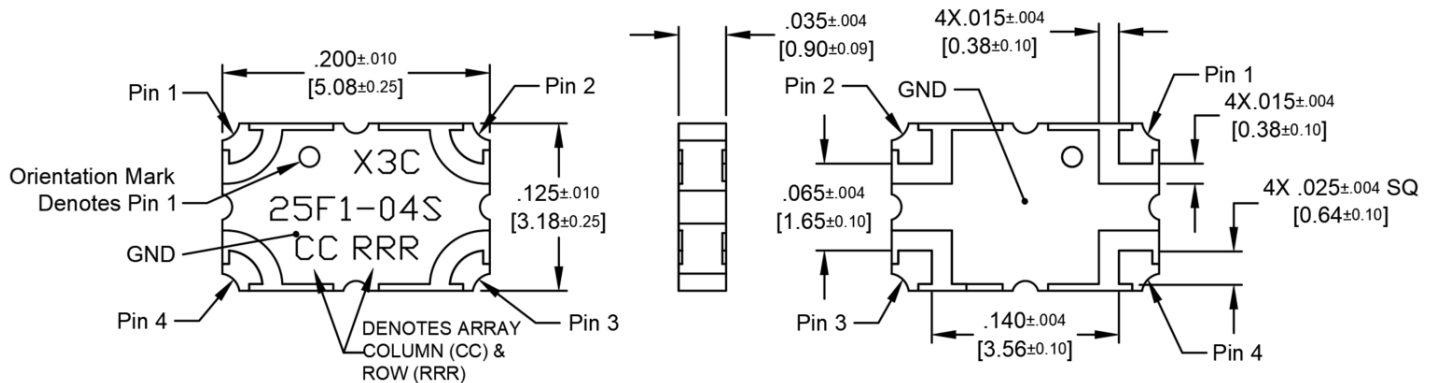 .200±.010
[5.08±0.25]
Pin 1
Pin 2
Orientation Mark
Denotes Pin 1
X3C
25F1-04S
CC RRR
GND
.125±.010
[3.18±0.25]
Pin 4
Pin 3
DENOTES ARRAY
COLUMN (CC) &
ROW (RRR)
.035±.004
[0.90±0.09]
4X.015±.004
[0.38±0.10]
Pin 2
GND
Pin 1
4X.015±.004
[0.38±0.10]
.065±.004
[1.65±0.10]
4X .025±.004 SQ
[0.64±0.10]
Pin 3
.140±.004
[3.56±0.10]
Pin 4